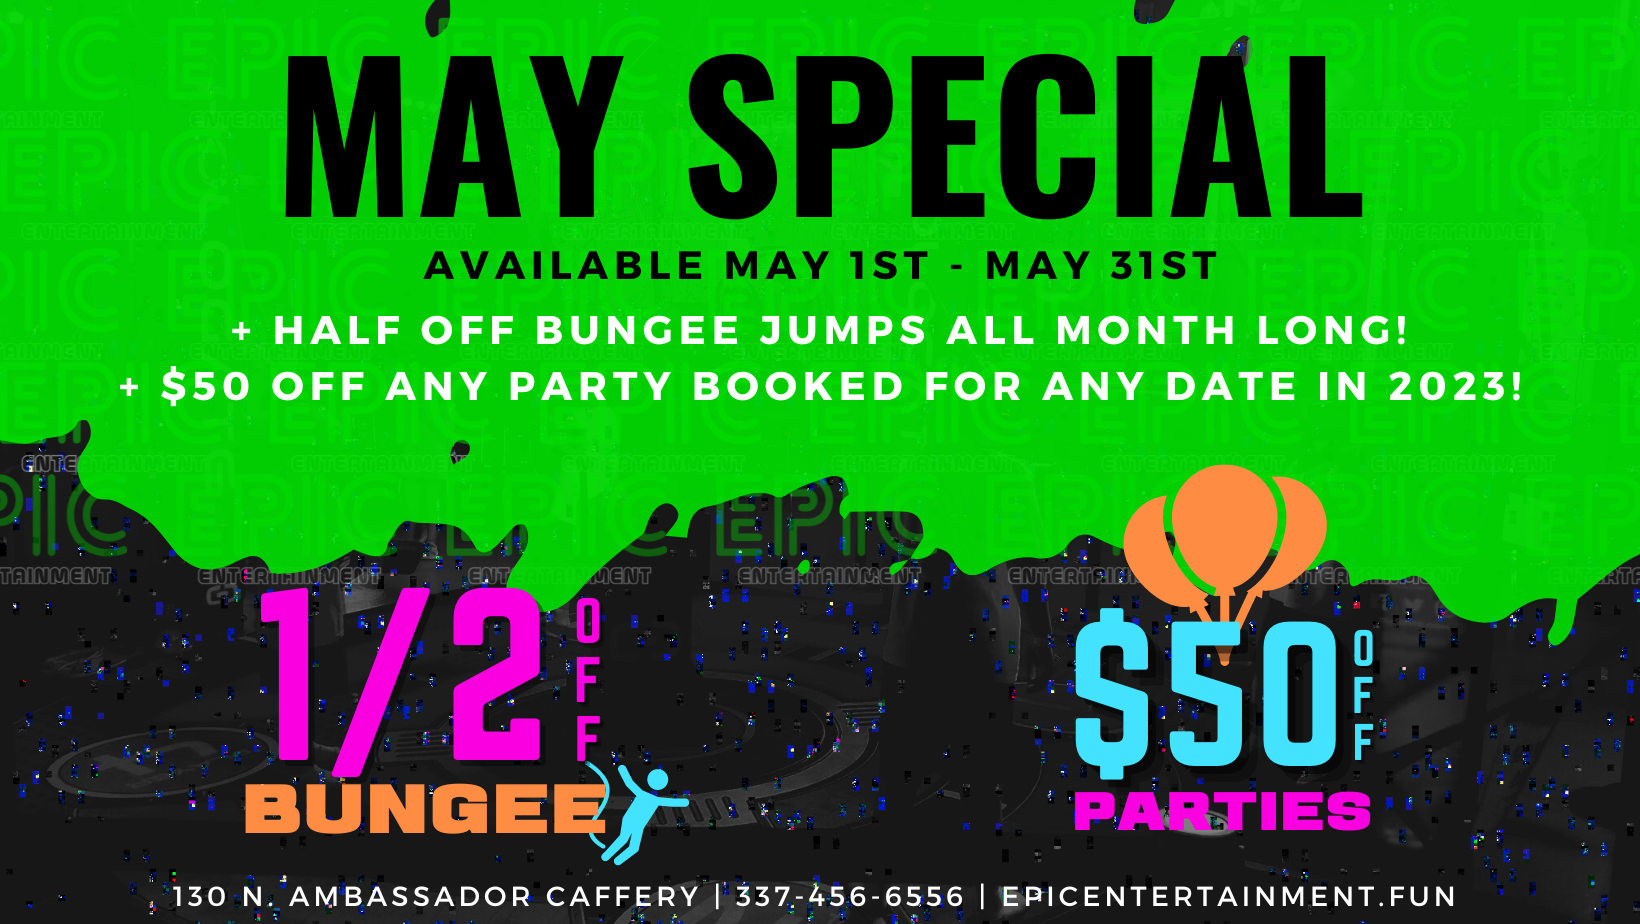 MAY SPECIAL
AVAILABLE MAY 1ST - MAY 31ST
+ HALF OFF BUNGEE JUMPS ALL MONTH LONG!
+ $50 OFF ANY PARTY BOOKED FOR ANY DATE IN 2023!
EPIC
ENTERTAINMENT
1/2 OFF
BUNGEE
$50 OFF
PARTIES
130 N. AMBASSADOR CAFFERY | 337-456-6556 | EPICENTERTAINMENT.FUN